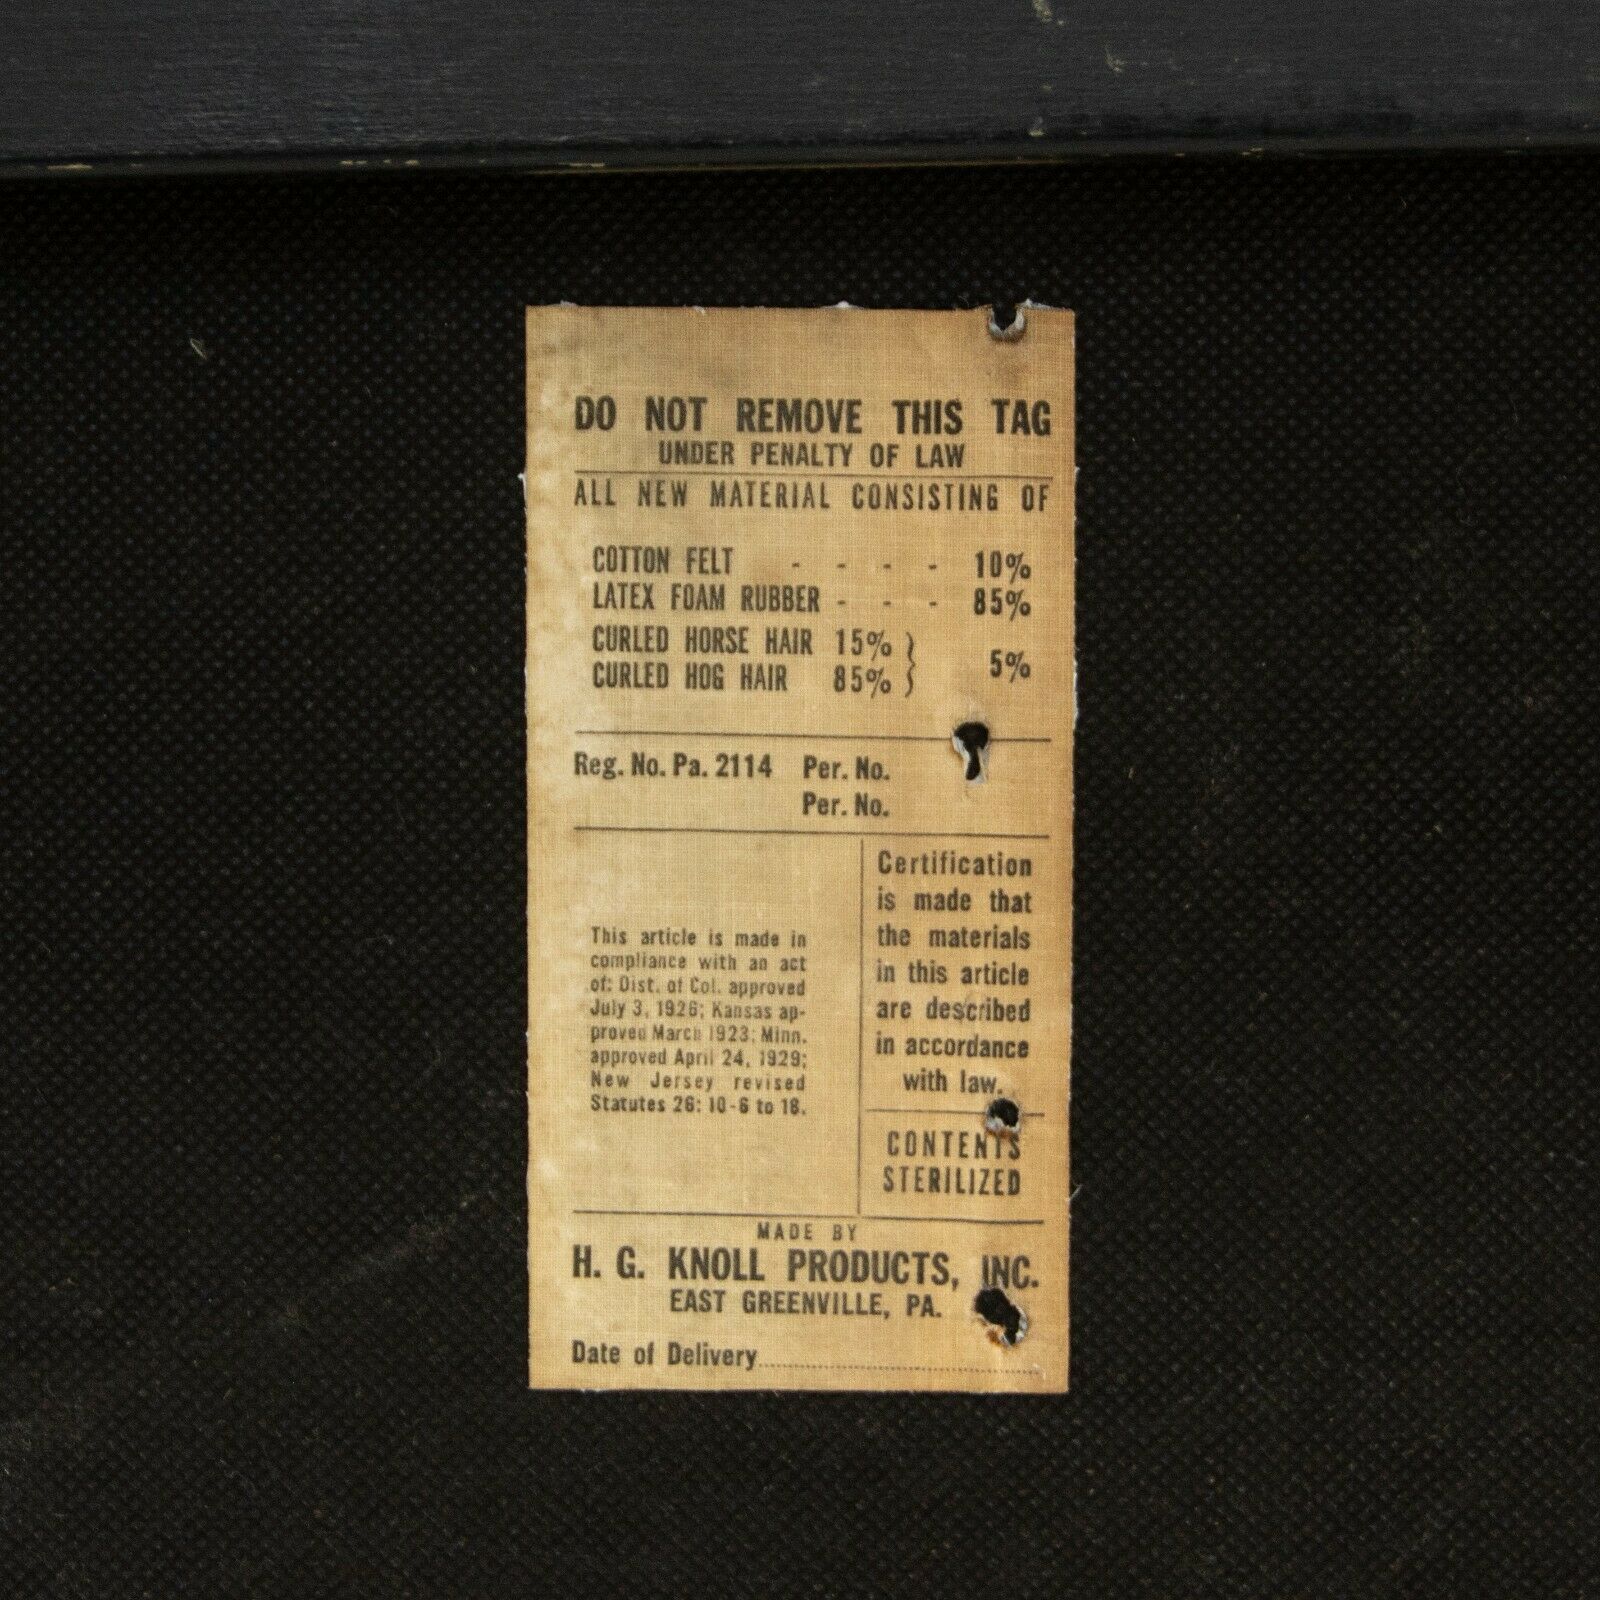 DO NOT REMOVE THIS TAG
UNDER PENALTY OF LAW
ALL NEW MATERIAL CONSISTING OF
COTTON FELT - - - - 10%
LATEX FOAM RUBBER - - - 85%
CURLED HORSE HAIR 15% }
CURLED HOG HAIR 85% } 5%
Reg. No. Pa. 2114 Per. No.
Per. No.
This article is made in
compliance with an act
of: Dist. of Col. approved
July 3, 1926; Kansas ap-
proved March 1923; Minn.
approved April 24, 1929;
New Jersey revised
Statutes 26: 10-6 to 18.
Certification
is made that
the materials
in this article
are described
in accordance
with law.
CONTENTS
STERILIZED
MADE BY
H. G. KNOLL PRODUCTS, INC.
EAST GREENVILLE, PA.
Date of Delivery